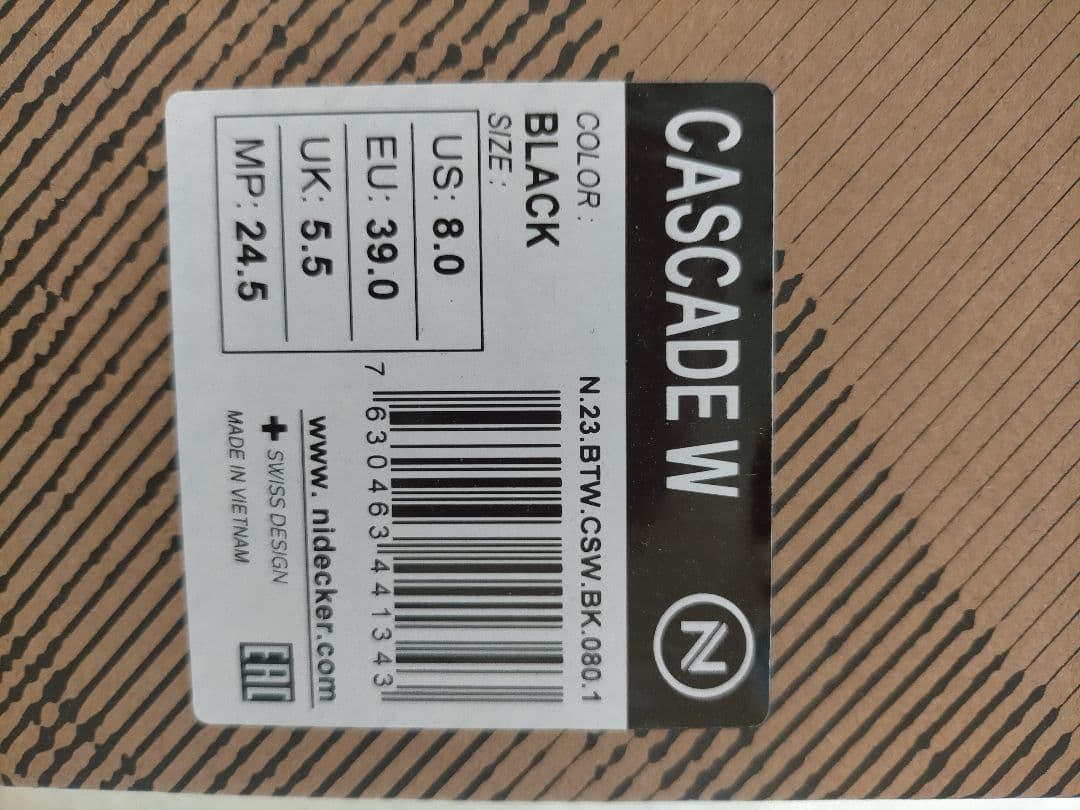 CASCADE W
N
COLOR :
BLACK
N.23.BTW.CSW.BK.080.1
SIZE :
US: 8.0
EU: 39.0
UK: 5.5
MP: 24.5
7 630463 441343
www. nidecker.com
+ SWISS DESIGN
MADE IN VIETNAM
EAC